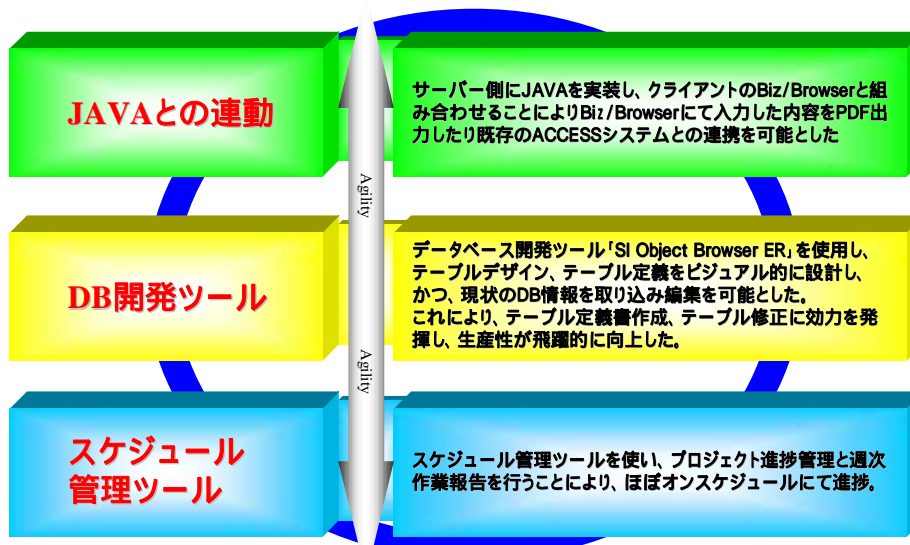 JAVAとの連動
サーバー側にJAVAを実装し、クライアントのBiz/Browserと組
み合わせることによりBiz/Browserにて入力した内容をPDF出
力したり既存のACCESSシステムとの連携を可能とした
Agility
DB開発ツール
データベース開発ツール「SI Object Browser ER」を使用し、
テーブルデザイン、テーブル定義をビジュアル的に設計し、
かつ、現状のDB情報を取り込み編集を可能とした。
これにより、テーブル定義書作成、テーブル修正に効力を発
揮し、生産性が飛躍的に向上した。
Agility
スケジュール
管理ツール
スケジュール管理ツールを使い、プロジェクト進捗管理と週次
作業報告を行うことにより、ほぼオンスケジュールにて進捗。